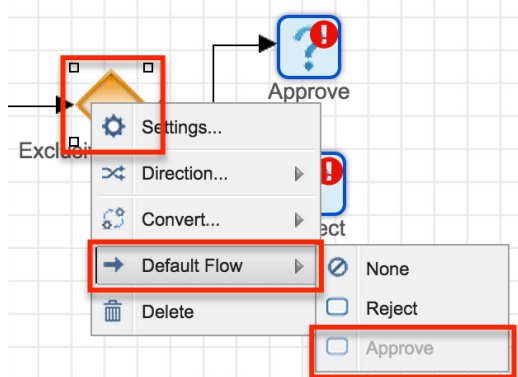 Approve
Settings...
Exclusi
Direction...
Convert...
ect
Default Flow
None
Delete
Reject
Approve